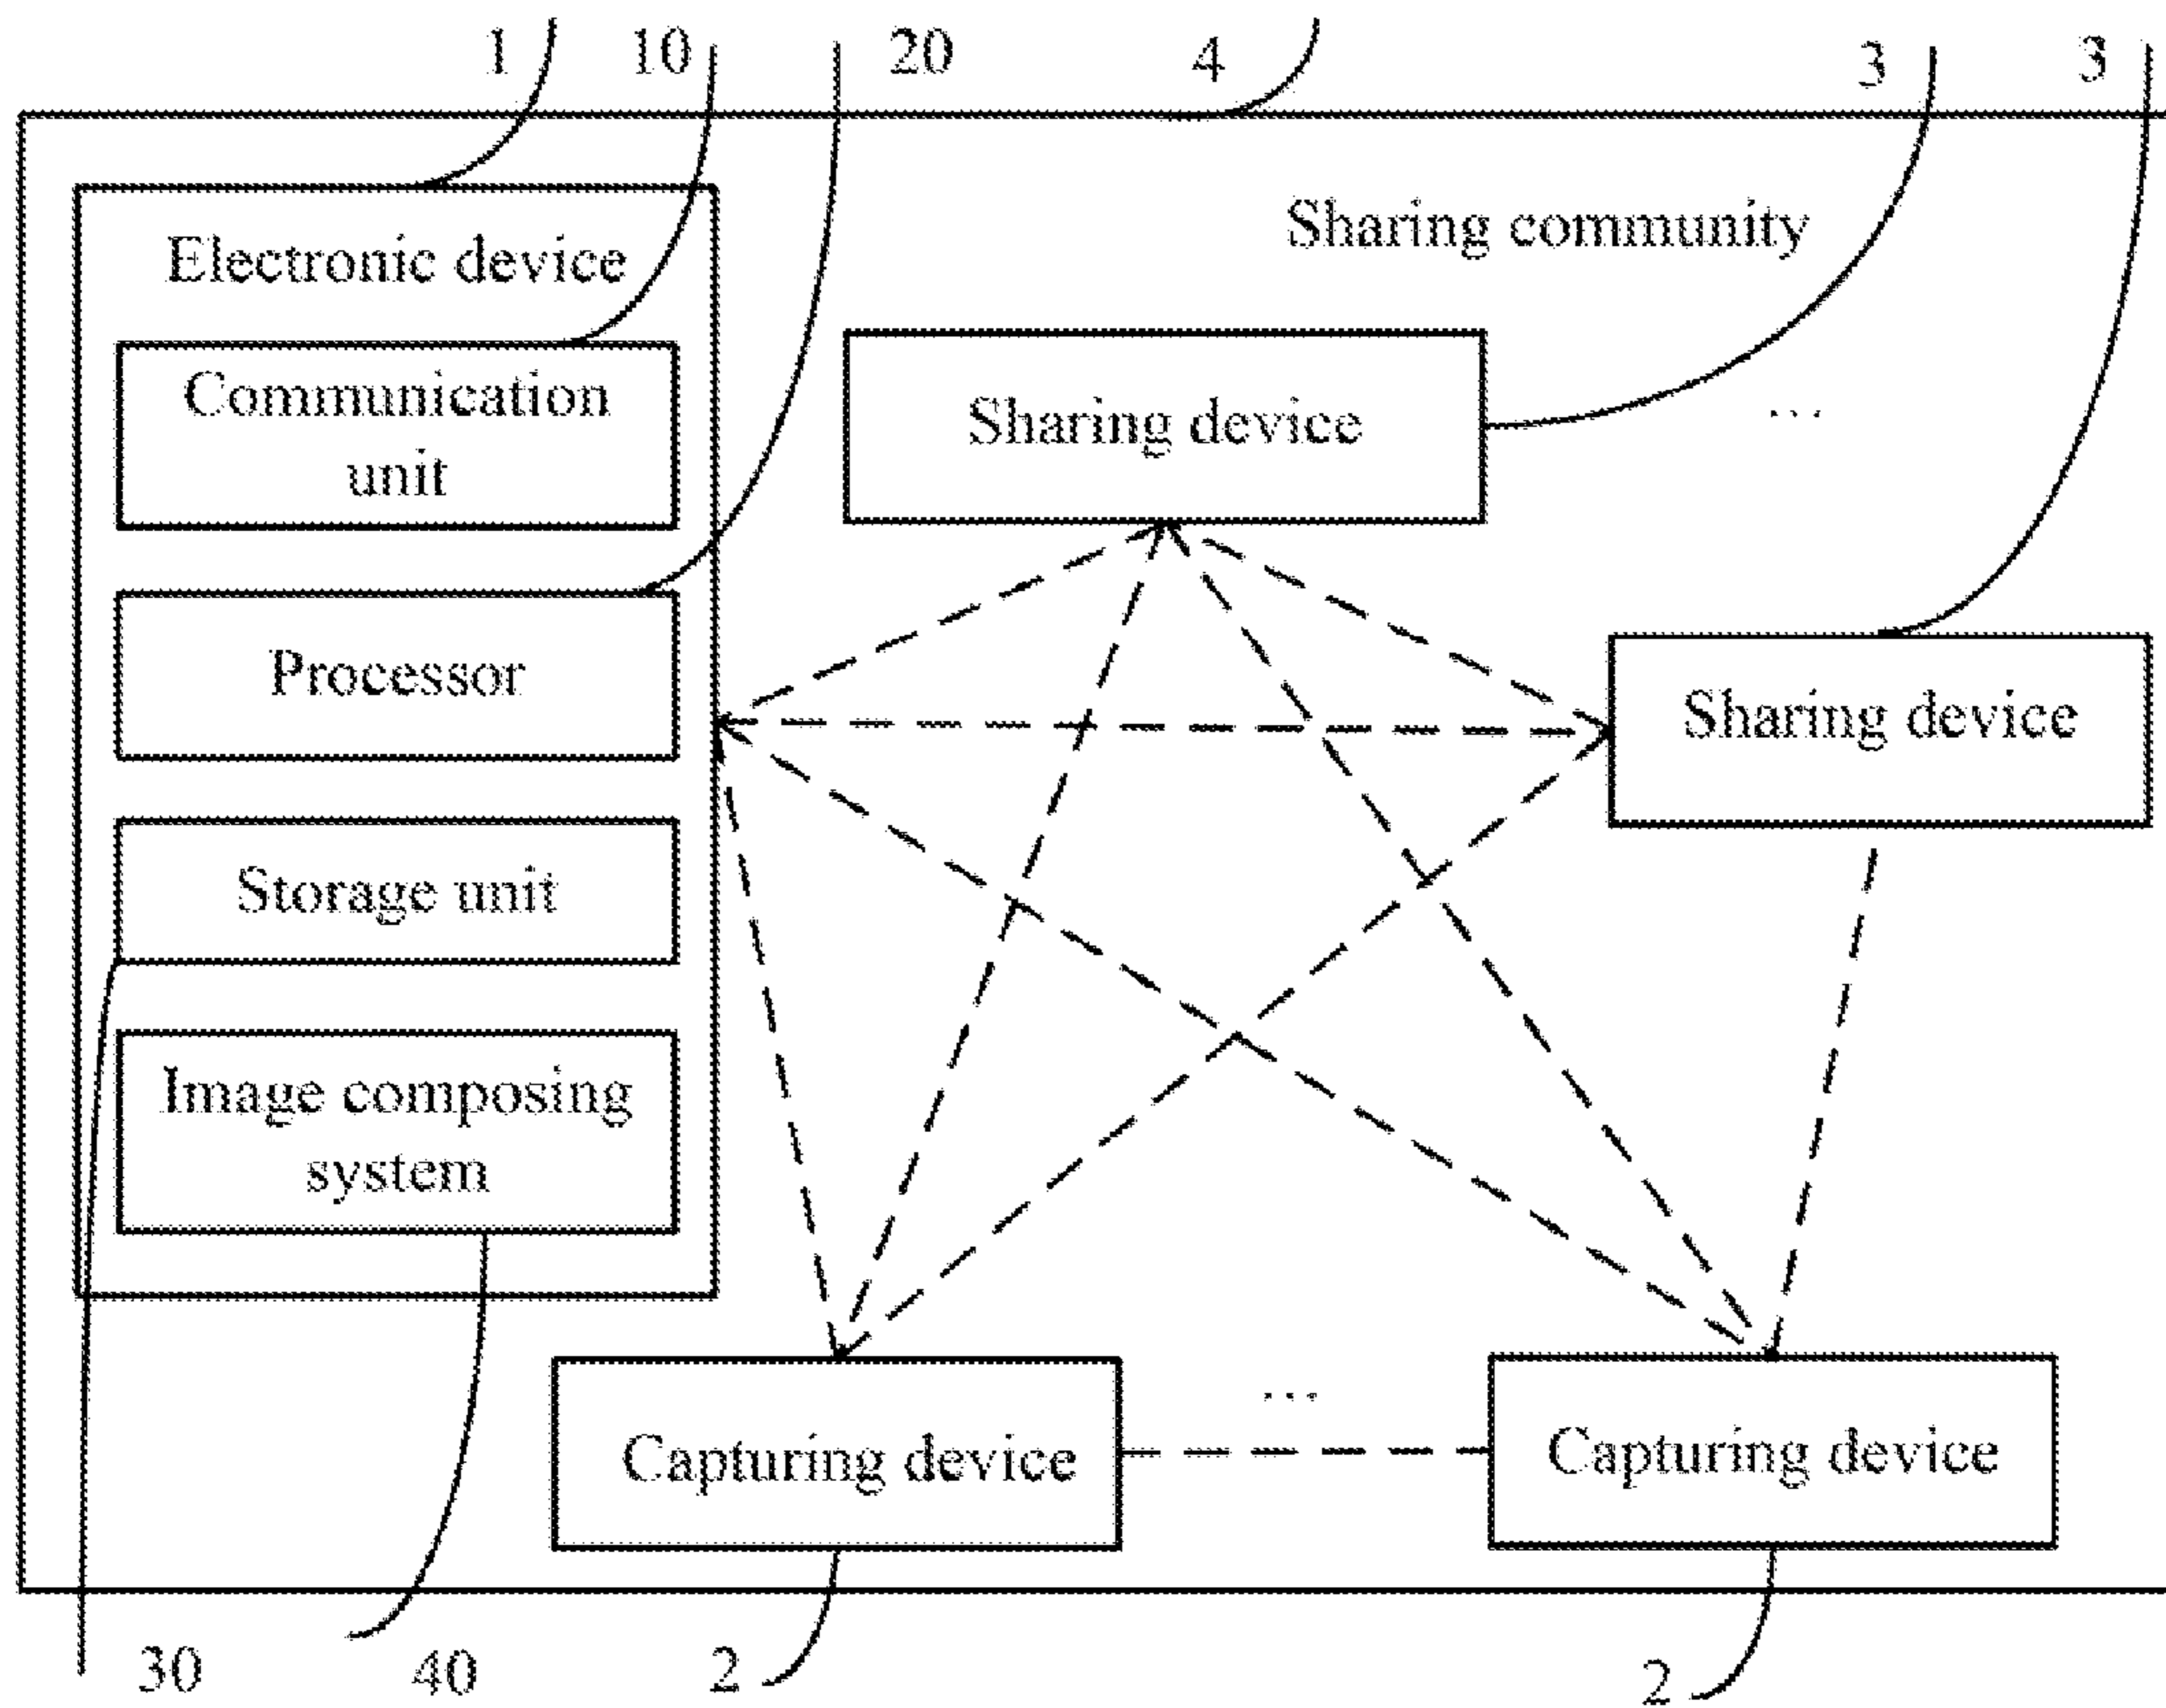 1 10 20 4 3 3
Sharing community
Electronic device
Communication
unit
Sharing device
...
Processor
Sharing device
Storage unit
Image composing
system
...
Capturing device
Capturing device
30 40 2 2